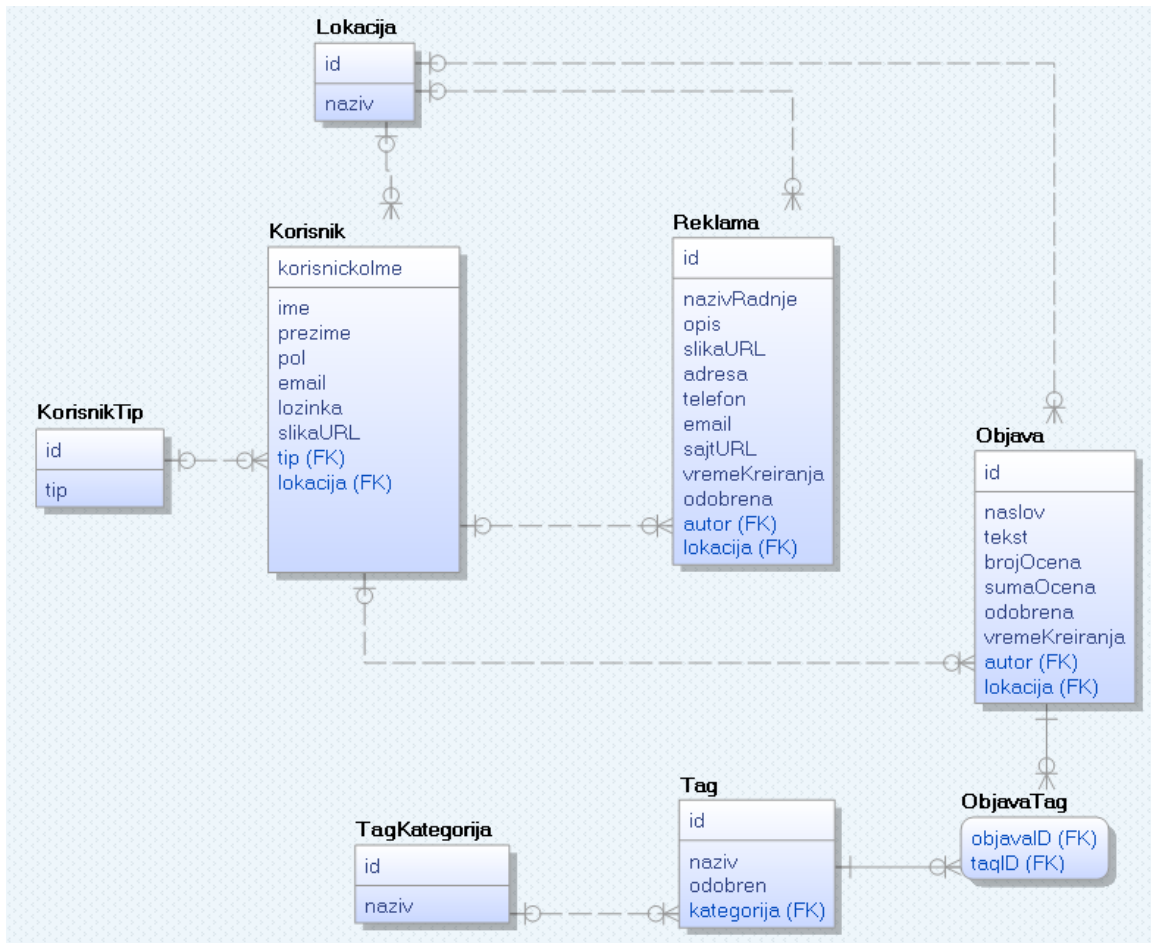 Lokacija
id
naziv
Korisnik
korisnickoIme
ime
prezime
pol
email
lozinka
slikaURL
tip (FK)
lokacija (FK)
Reklama
id
nazivRadnje
opis
slikaURL
adresa
telefon
email
sajtURL
vremeKreiranja
odobrena
autor (FK)
lokacija (FK)
KorisnikTip
id
tip
Objava
id
naslov
tekst
brojOcena
sumaOcena
odobrena
vremeKreiranja
autor (FK)
lokacija (FK)
Tag
id
naziv
odobren
kategorija (FK)
ObjavaTag
objavaID (FK)
tagID (FK)
TagKategorija
id
naziv